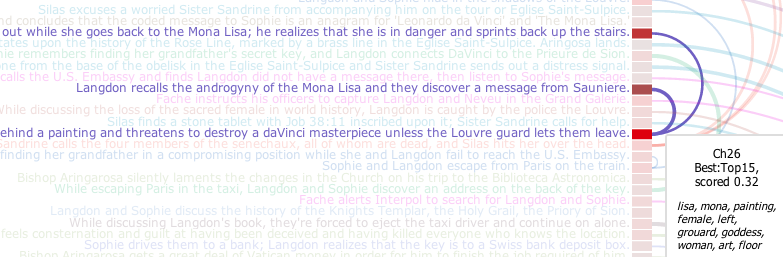 Silas excuses a worried Sister Sandrine from accompanying him on the tour or Eglise Saint-Sulpice.
cludes that the coded message to Sophie is an anagram for 'Leonardo da Vinci' and 'The Mona Lisa.'
out while she goes back to the Mona Lisa; he realizes that she is in danger and sprints back up the stairs.
upon the history of the Rose Line, marked by a brass line in the Eglise Saint-Sulpice. Aringosa lands.
remembers finding her grandfather's secret key, and Langdon connects DaVinci to the Prieure de Sion.
one from the base of the obelisk in the Eglise Saint-Sulpice and Sister Sandrine sends out a distress signal.
calls the U.S. Embassy and finds Langdon did not have a message there, then listen to Sophie's message.
Langdon recalls the androgyny of the Mona Lisa and they discover a message from Sauniere.
Fache instructs his officers to capture Langdon and Neveu in the Grand Galerie.
While discussing the loss of the sacred female in world history, Langdon is caught by the police the Louvre.
Silas finds a stone tablet with Job 38:11 inscribed upon it; Sister Sandrine calls for help.
ehind a painting and threatens to destroy a daVinci masterpiece unless the Louvre guard lets them leave.
Sandrine calls the four members of the senechaux, all of whom are dead, and Silas hits her over the head.
finding her grandfather in a compromising position while she and Langdon fail to reach the U.S. Embassy.
Sophie and Langdon escape from Paris on the train.
Bishop Aringarosa silently laments the changes in the Church on his trip to the Biblioteca Astronomica.
While escaping Paris in the taxi, Langdon and Sophie discover an address on the back of the key.
Fache alerts Interpol to search for Langdon and Sophie.
Langdon and Sophie discuss the history of the Knights Templar, the Holy Grail, the Priory of Sion.
While discussing Langdon's book, they're forced to eject the taxi driver and continue on alone.
feels consternation and guilt at having been deceived and having killed everyone who knows the location.
Sophie drives them to a bank; Langdon realizes that the key is to a Swiss bank deposit box.
Ch26
Best:Top15,
scored 0.32
lisa, mona, painting,
female, left,
grouard, goddess,
woman, art, floor